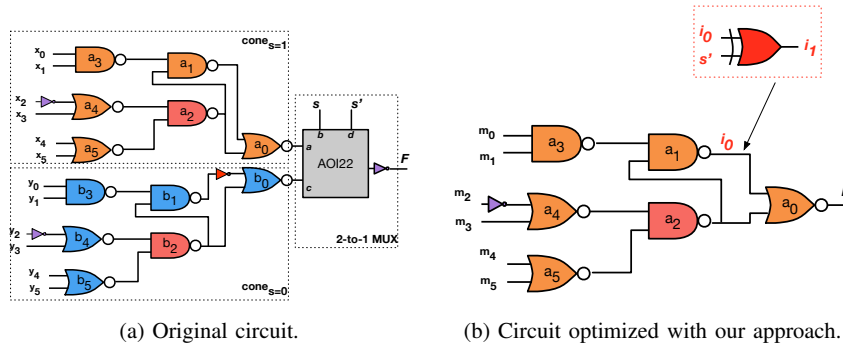 cone s=1
x0
x1
a3
a1
x2
x3
a4
a2
x4
x5
a5
a0
s
s'
b
d
a
AOI22
c
F
y0
y1
b3
b1
b0
y2
y3
b4
b2
y4
y5
b5
cone s=0
2-to-1 MUX
(a) Original circuit.
i0
s'
i1
m0
m1
a3
a1
i0
m2
m3
a4
a2
a0
m4
m5
a5
(b) Circuit optimized with our approach.